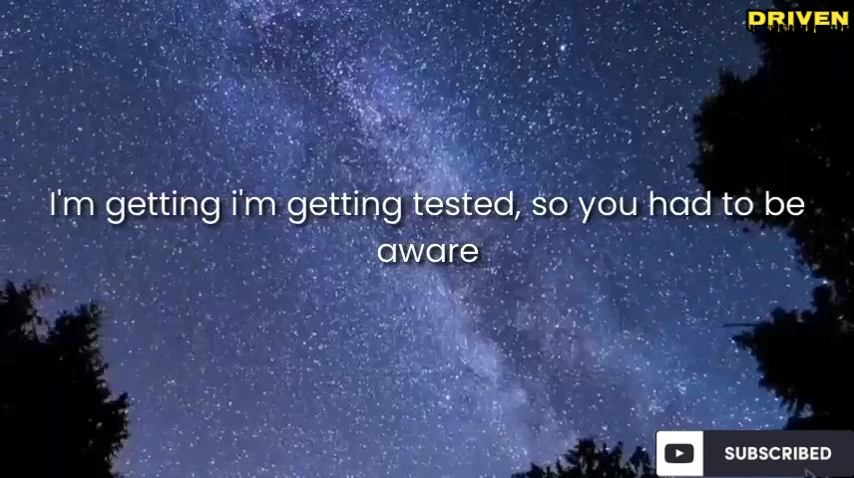 DRIVEN
I'm getting i'm getting tested, so you had to be
aware
SUBSCRIBED